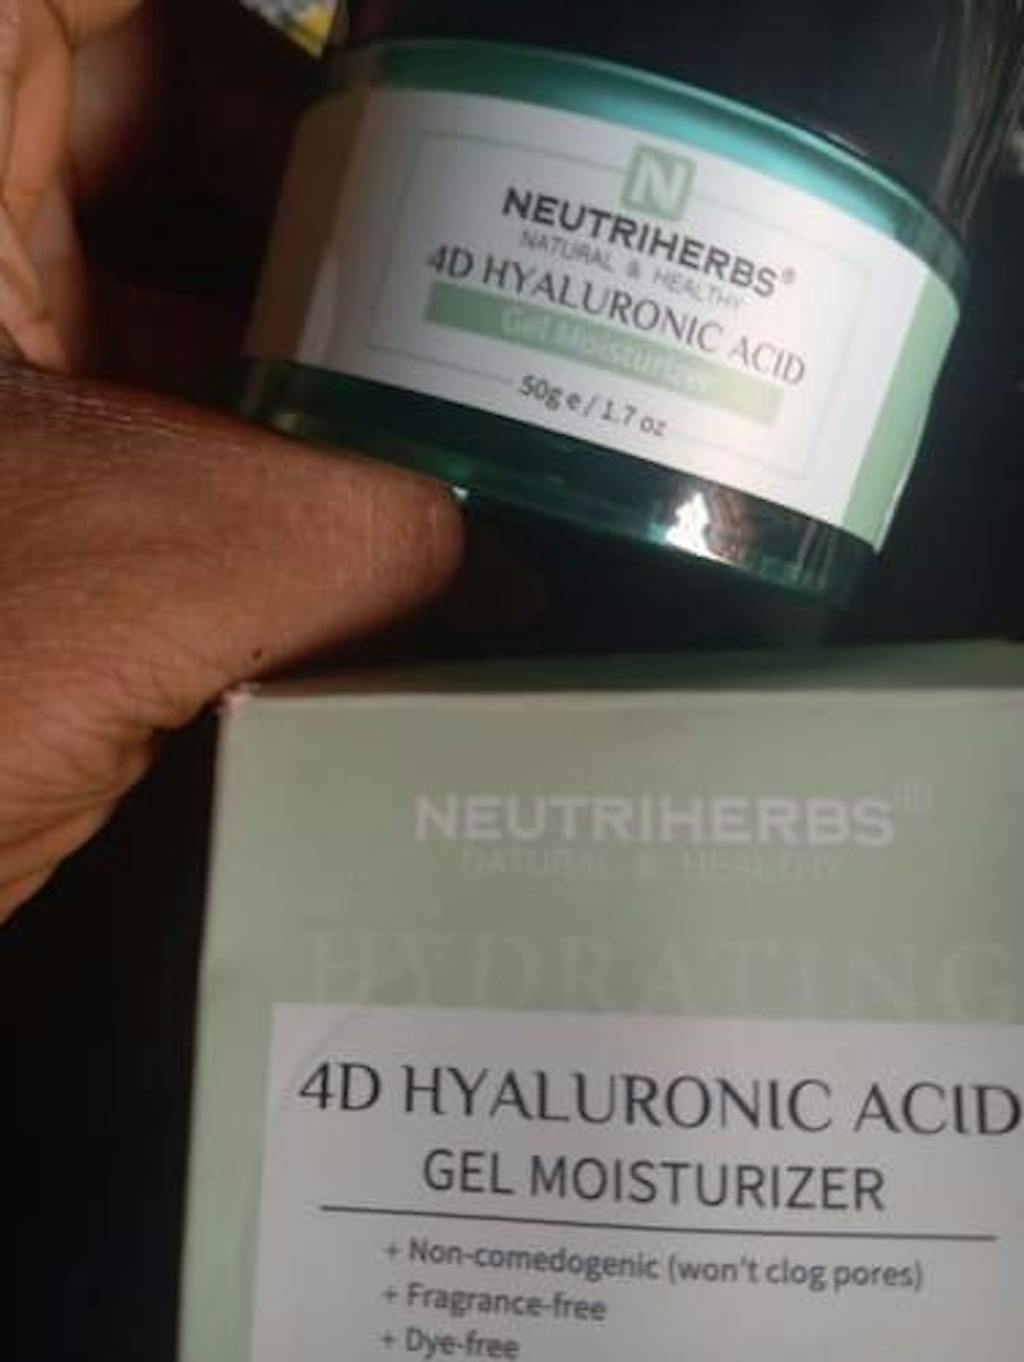 N
NEUTRIHERBS®
NATURAL & HEALTHY
4D HYALURONIC ACID
Gel Moisturizer
50g e / 1.7 oz
NEUTRIHERBS®
NATURAL & HEALTHY
HYDRATING
4D HYALURONIC ACID
GEL MOISTURIZER
+ Non-comedogenic (won't clog pores)
+ Fragrance-free
+ Dye-free